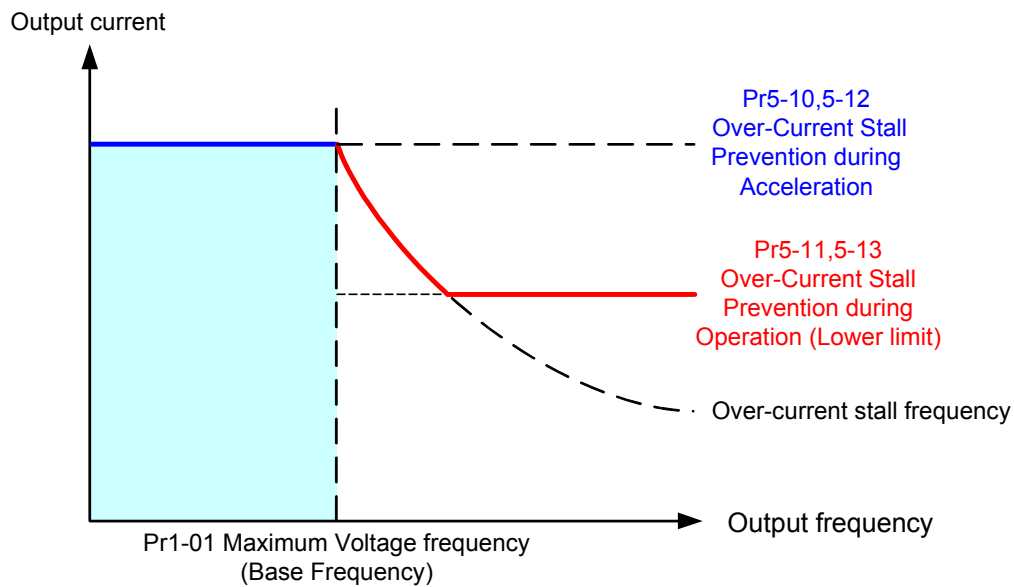 Output current
Pr5-10,5-12
Over-Current Stall
Prevention during
Acceleration
Pr5-11,5-13
Over-Current Stall
Prevention during
Operation (Lower limit)
Over-current stall frequency
Output frequency
Pr1-01 Maximum Voltage frequency
(Base Frequency)